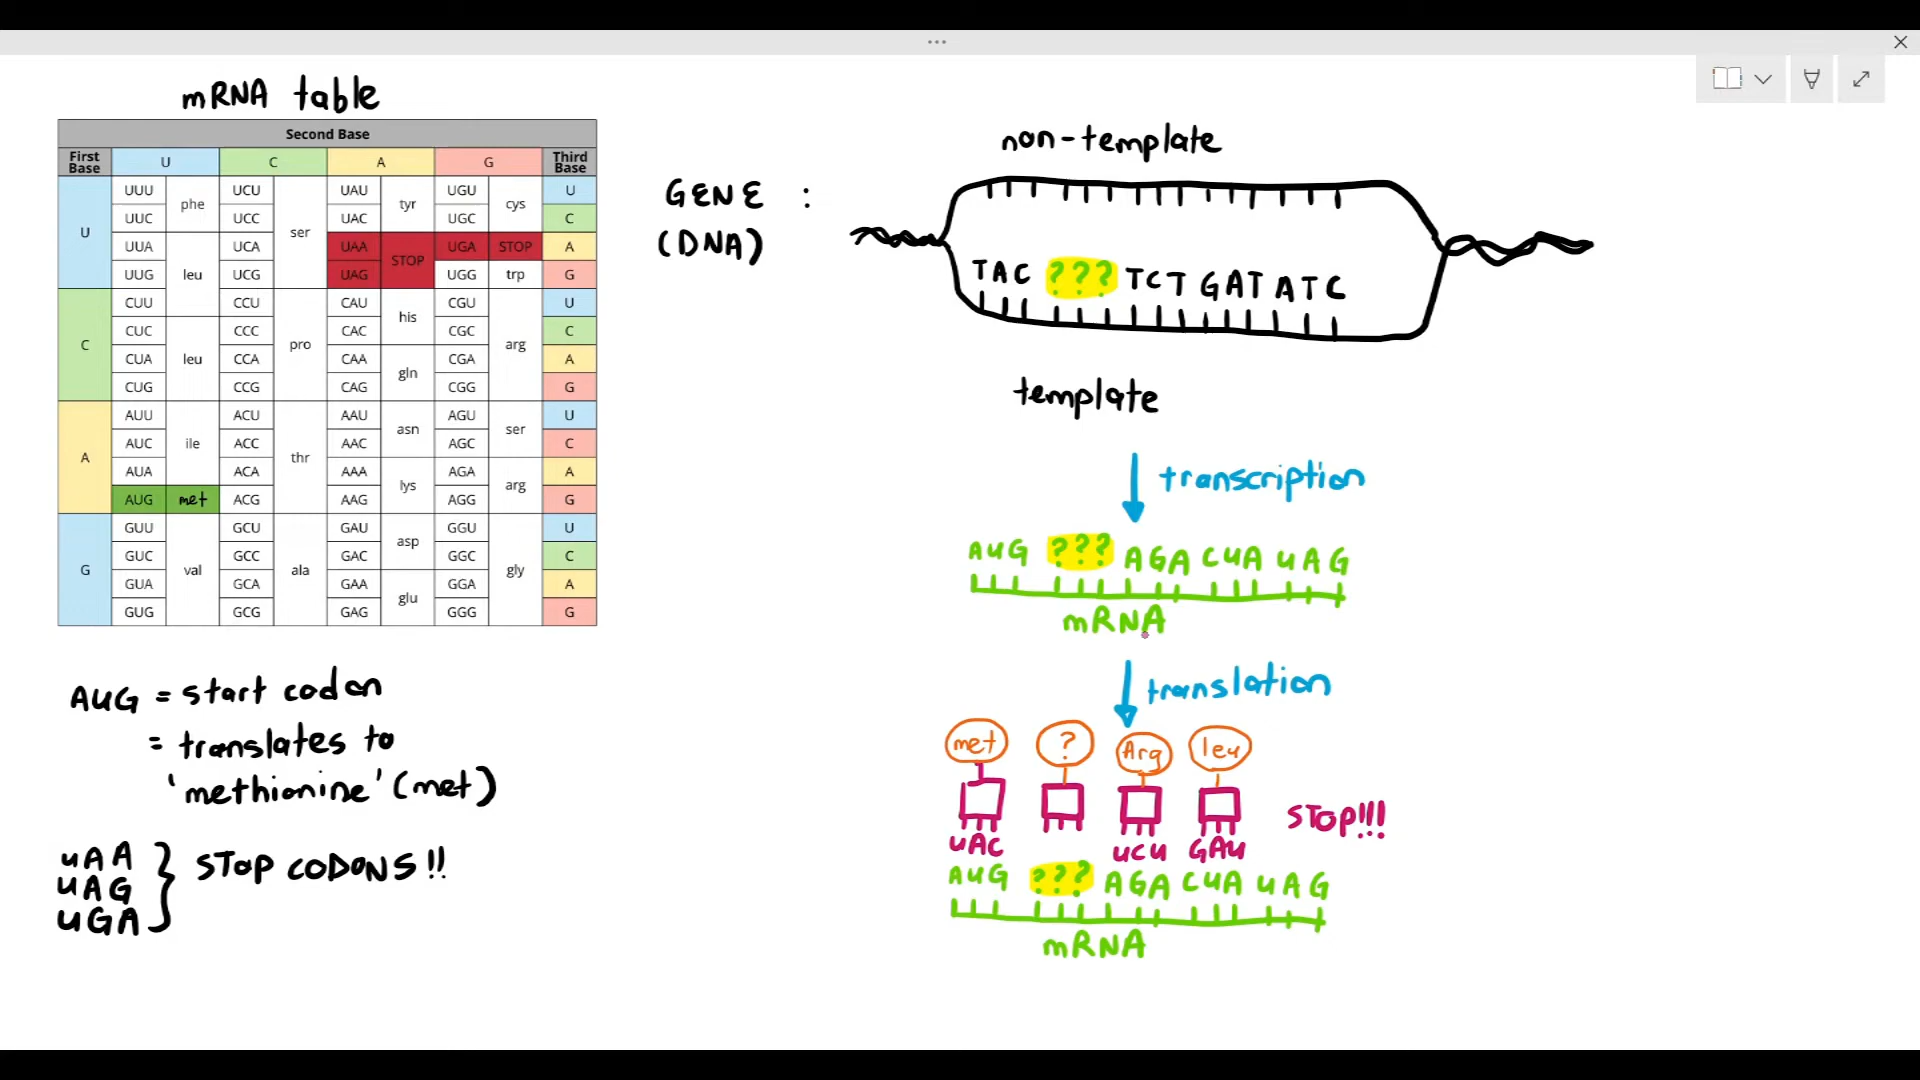 mRNA table
Second Base
First Base U C A G Third Base
U UUU phe UCU ser UAU tyr UGU cys U
UUC UCC UAC UGC C
UUA leu UCA UAA STOP UGA STOP A
UUG UCG UAG UGG trp G
C CUU leu CCU pro CAU his CGU arg U
CUC CCC CAC CGC C
CUA CCA CAA gln CGA A
CUG CCG CAG CGG G
A AUU ile ACU thr AAU asn AGU ser U
AUC ACC AAC AGC C
AUA ACA AAA lys AGA arg A
AUG met ACG AAG AGG G
G GUU val GCU ala GAU asp GGU gly U
GUC GCC GAC GGC C
GUA GCA GAA glu GGA A
GUG GCG GAG GGG G
AUG = start codon
= translates to
'methionine' (met)
UAA
UAG
UGA
STOP CODONS!!
non-template
GENE :
(DNA)
TAC ??? TCT GAT ATC
template
transcription
AUG ??? AGA CUA UAG
mRNA
translation
met ? Arg leu
STOP!!!
UAC UCU GAU
AUG ??? AGA CUA UAG
mRNA